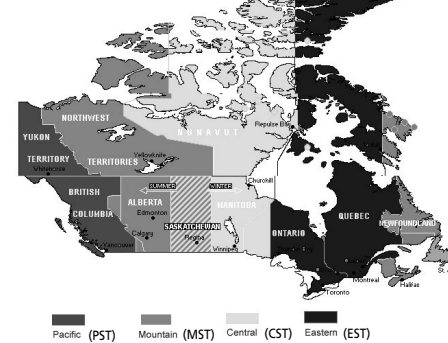 NORTHWEST
NUNAVUT
YUKON
Repulse Bay
TERRITORY
TERRITORIES
Yellowknife
Whitehorse
Churchill
SUMMER
WINTER
BRITISH
COLUMBIA
ALBERTA
MANITOBA
Edmonton
SASKATCHEWAN
QUEBEC
NEWFOUNDLAND
Calgary
Regina
ONTARIO
Vancouver
Winnipeg
Montreal
Halifax
St.
Toronto
Pacific (PST)
Mountain (MST)
Central (CST)
Eastern (EST)